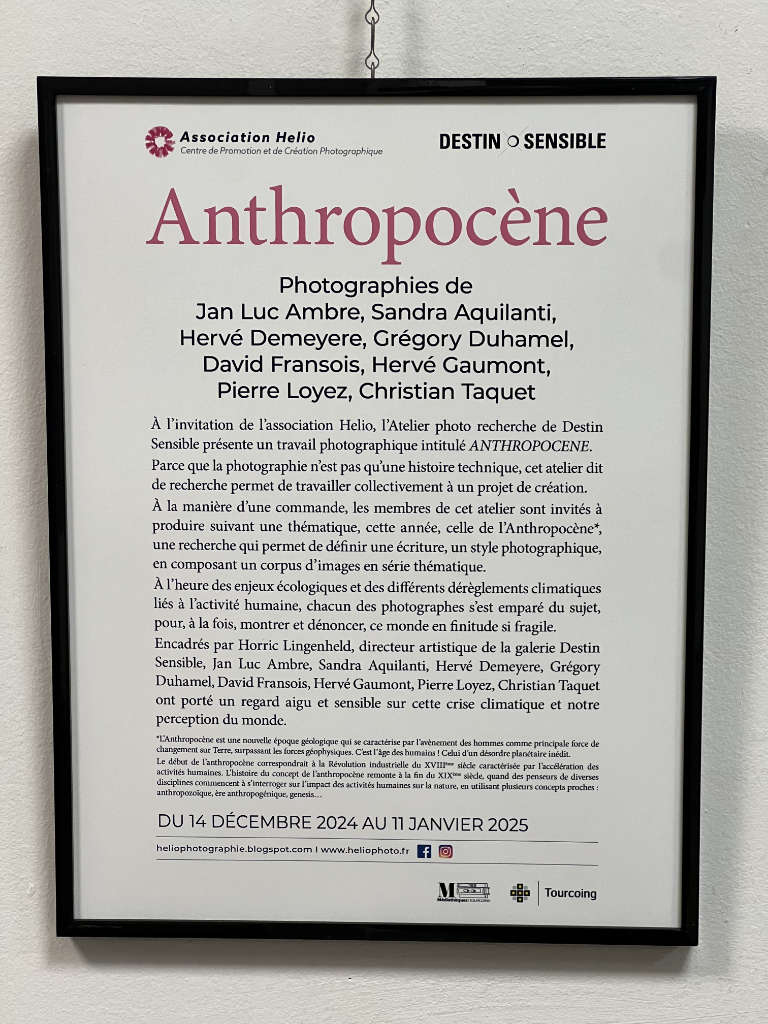 Association Helio
Centre de Promotion et de Création Photographique
DESTIN SENSIBLE
Anthropocène
Photographies de
Jan Luc Ambre, Sandra Aquilanti,
Hervé Demeyere, Grégory Duhamel,
David Fransois, Hervé Gaumont,
Pierre Loyez, Christian Taquet
À l'invitation de l'association Helio, l'Atelier photo recherche de Destin
Sensible présente un travail photographique intitulé ANTHROPOCENE.
Parce que la photographie n'est pas qu'une histoire technique, cet atelier dit
de recherche permet de travailler collectivement à un projet de création.
À la manière d'une commande, les membres de cet atelier sont invités à
produire suivant une thématique, cette année, celle de l'Anthropocène*,
une recherche qui permet de définir une écriture, un style photographique,
en composant un corpus d'images en série thématique.
À l'heure des enjeux écologiques et des différents dérèglements climatiques
liés à l'activité humaine, chacun des photographes s'est emparé du sujet,
pour, à la fois, montrer et dénoncer, ce monde en finitude si fragile.
Encadrés par Horric Lingenheld, directeur artistique de la galerie Destin
Sensible, Jan Luc Ambre, Sandra Aquilanti, Hervé Demeyere, Grégory
Duhamel, David Fransois, Hervé Gaumont, Pierre Loyez, Christian Taquet
ont porté un regard aigu et sensible sur cette crise climatique et notre
perception du monde.
*L'Anthropocène est une nouvelle époque géologique qui se caractérise par l'avènement des hommes comme principale force de
changement sur Terre, surpassant les forces géophysiques. C'est l'âge des humains ! Celui d'un désordre planétaire inédit.
Le début de l'anthropocène correspondrait à la Révolution industrielle du XVIIIème siècle caractérisée par l'accélération des
activités humaines. L'histoire du concept de l'anthropocène remonte à la fin du XIXème siècle, quand des penseurs de diverses
disciplines commencent à s'interroger sur l'impact des activités humaines sur la nature, en utilisant plusieurs concepts proches :
anthropozoïque, ère anthropogénique, genesis…
DU 14 DÉCEMBRE 2024 AU 11 JANVIER 2025
heliophotographie.blogspot.com I www.heliophoto.fr
M
Médiathèques TOURCOING
Tourcoing